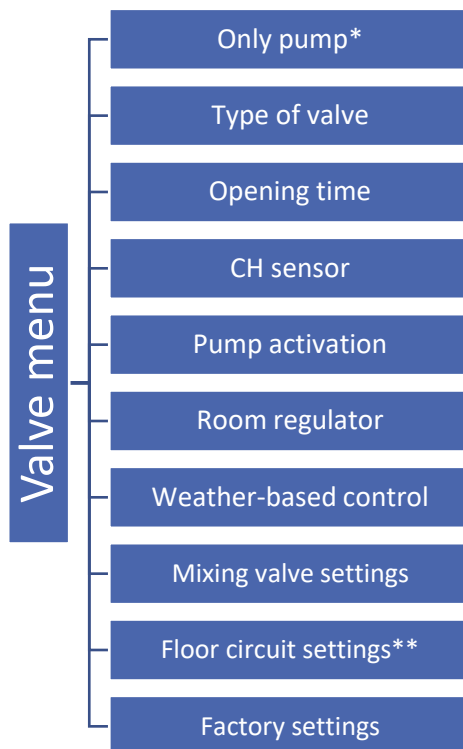 Valve menu
Only pump*
Type of valve
Opening time
CH sensor
Pump activation
Room regulator
Weather-based control
Mixing valve settings
Floor circuit settings**
Factory settings